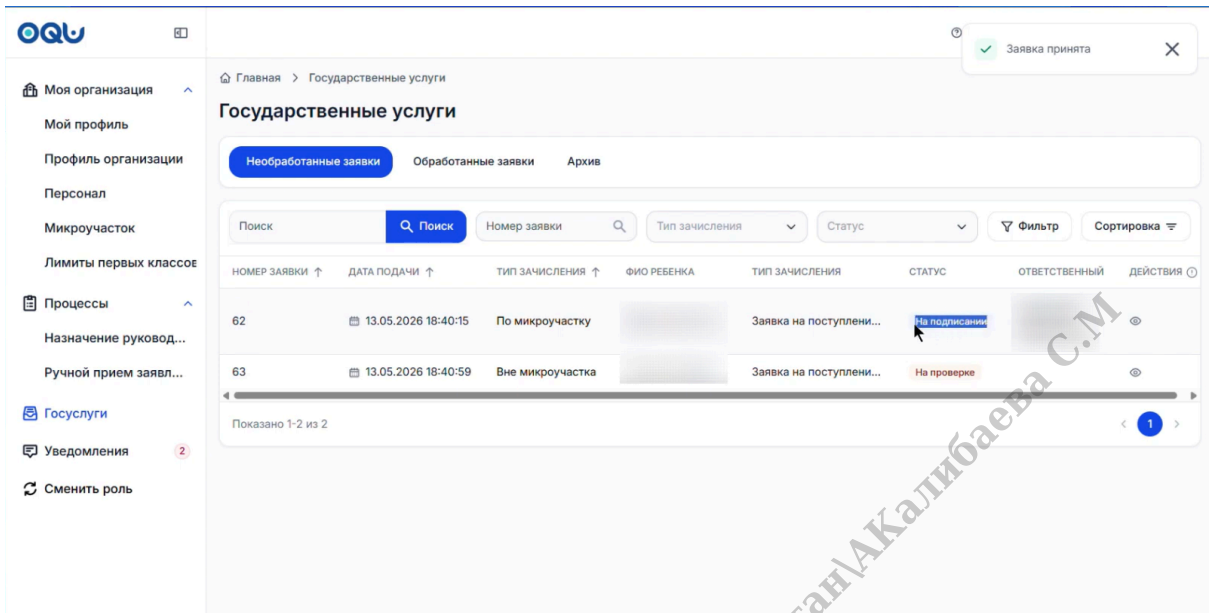 OQU
Заявка принята
Моя организация
Мой профиль
Профиль организации
Персонал
Микроучасток
Лимиты первых классов
Процессы
Назначение руковод...
Ручной прием заявл...
Госуслуги
Уведомления 2
Сменить роль
Главная > Государственные услуги
Государственные услуги
Необработанные заявки Обработанные заявки Архив
Поиск Поиск Номер заявки Тип зачисления Статус Фильтр Сортировка
НОМЕР ЗАЯВКИ ↑ ДАТА ПОДАЧИ ↑ ТИП ЗАЧИСЛЕНИЯ ↑ ФИО РЕБЕНКА ТИП ЗАЧИСЛЕНИЯ СТАТУС ОТВЕТСТВЕННЫЙ ДЕЙСТВИЯ
62 13.05.2026 18:40:15 По микроучастку Заявка на поступлени... На подписании
63 13.05.2026 18:40:59 Вне микроучастка Заявка на поступлени... На проверке
Показано 1-2 из 2
< 1 >
ан\АКалибаева С.М